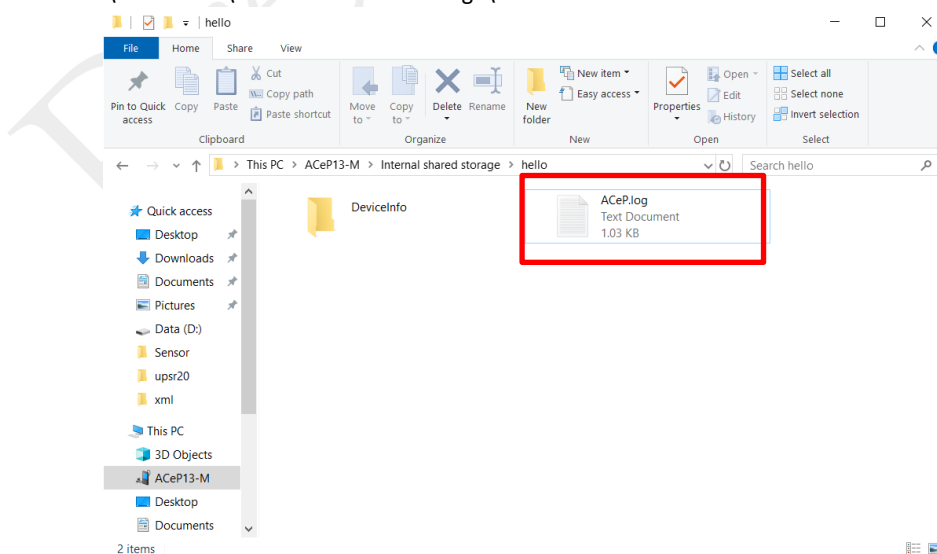 hello
File Home Share View
Pin to Quick access
Copy
Paste
Cut
Copy path
Paste shortcut
Clipboard
Move to
Copy to
Delete
Rename
Organize
New folder
New item
Easy access
New
Properties
Open
Edit
History
Open
Select all
Select none
Invert selection
Select
This PC > ACeP13-M > Internal shared storage > hello
Search hello
Quick access
Desktop
Downloads
Documents
Pictures
Data (D:)
Sensor
upsr20
xml
This PC
3D Objects
ACeP13-M
Desktop
Documents
DeviceInfo
ACeP.log
Text Document
1.03 KB
2 items